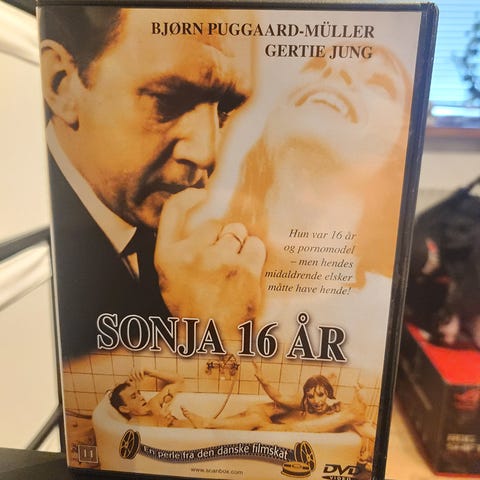 BJØRN PUGGAARD-MÜLLER
GERTIE JUNG
Hun var 16 år
og pornomodel
– men hendes
midaldrende elsker
måtte have hende!
SONJA 16 ÅR
En perle fra den danske filmskat
11
www.scanbox.com
DVD
VIDEO